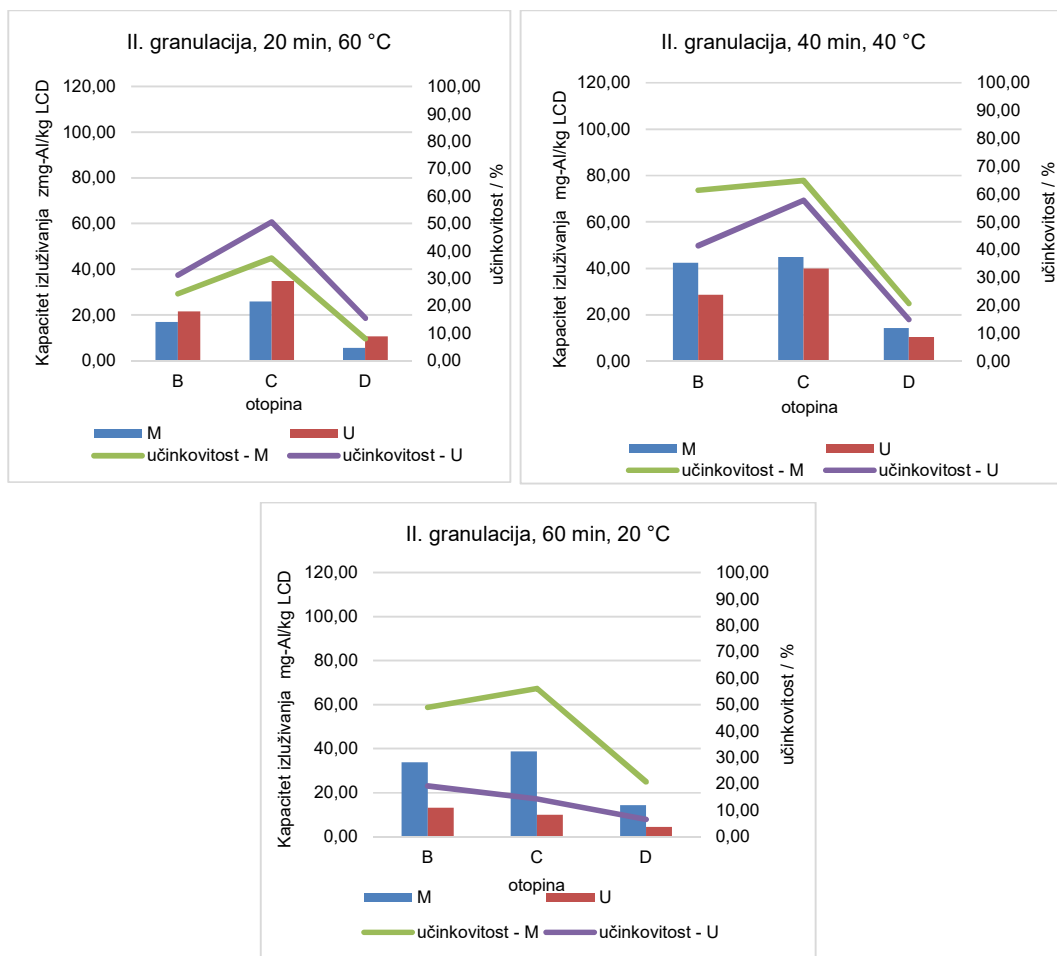 II. granulacija, 20 min, 60 °C
Kapacitet izluživanja zmg-Al/kg LCD
120,00
100,00
80,00
60,00
40,00
20,00
0,00
100,00
90,00
80,00
70,00
60,00
50,00
40,00
30,00
20,00
10,00
0,00
učinkovitost / %
B C D
otopina
M U
učinkovitost - M učinkovitost - U
II. granulacija, 40 min, 40 °C
Kapacitet izluživanja mg-Al/kg LCD
120,00
100,00
80,00
60,00
40,00
20,00
0,00
100,00
90,00
80,00
70,00
60,00
50,00
40,00
30,00
20,00
10,00
0,00
učinkovitost / %
B C D
otopina
M U
učinkovitost - M učinkovitost - U
II. granulacija, 60 min, 20 °C
Kapacitet izluživanja mg-Al/kg LCD
120,00
100,00
80,00
60,00
40,00
20,00
0,00
100,00
90,00
80,00
70,00
60,00
50,00
40,00
30,00
20,00
10,00
0,00
učinkovitost / %
B C D
otopina
M U
učinkovitost - M učinkovitost - U